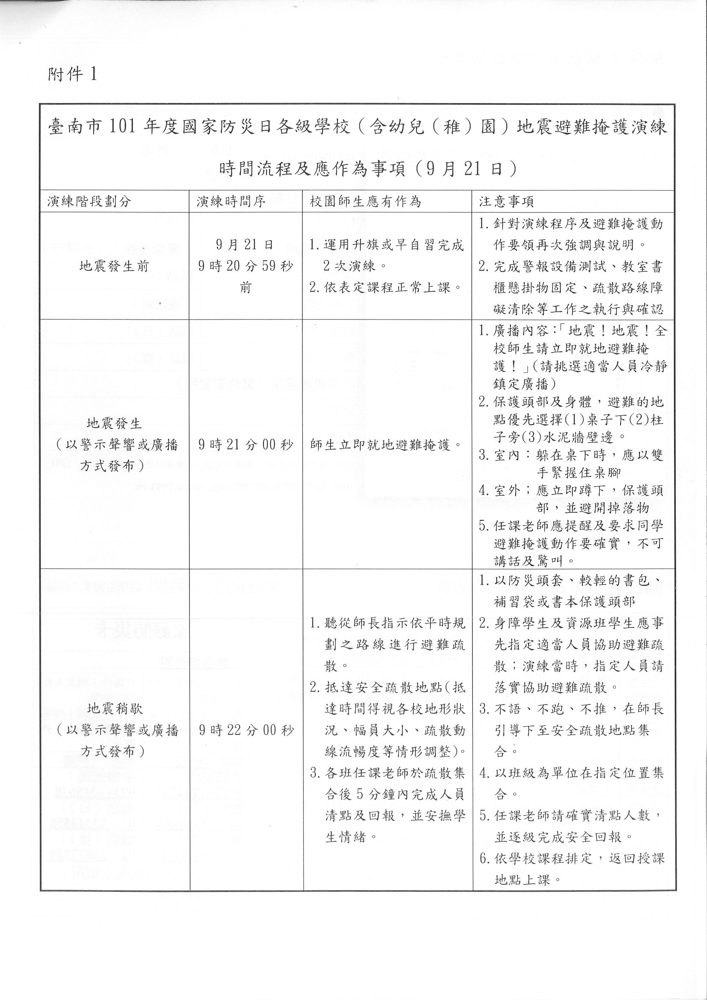 附件 1
臺南市 101 年度國家防災日各級學校（含幼兒（稚）園）地震避難掩護演練
時間流程及應作為事項（9 月 21 日）
演練階段劃分
演練時間序
校園師生應有作為
注意事項
地震發生前
9 月 21 日
9 時 20 分 59 秒
前
1. 運用升旗或早自習完成
2 次演練。
2. 依表定課程正常上課。
1. 針對演練程序及避難掩護動
作要領再次強調與說明。
2. 完成警報設備測試、教室書
櫃懸掛物固定、疏散路線障
礙清除等工作之執行與確認
地震發生
（以警示聲響或廣播
方式發布）
9 時 21 分 00 秒
師生立即就地避難掩護。
1. 廣播內容：「地震！地震！全
校師生請立即就地避難掩
護！」（請挑選適當人員冷靜
鎮定廣播）
2. 保護頭部及身體，避難的地
點優先選擇(1)桌子下(2)柱
子旁(3)水泥牆壁邊。
3. 室內：躲在桌下時，應以雙
手緊握住桌腳
4. 室外；應立即蹲下，保護頭
部，並避開掉落物
5. 任課老師應提醒及要求同學
避難掩護動作要確實，不可
講話及驚叫。
地震稍歇
（以警示聲響或廣播
方式發布）
9 時 22 分 00 秒
1. 聽從師長指示依平時規
劃之路線進行避難疏
散。
2. 抵達安全疏散地點（抵
達時間得視各校地形狀
況、幅員大小、疏散動
線流暢度等情形調整）。
3. 各班任課老師於疏散集
合後 5 分鐘內完成人員
清點及回報，並安撫學
生情緒。
1. 以防災頭套、較輕的書包、
補習袋或書本保護頭部
2. 身障學生及資源班學生應事
先指定適當人員協助避難疏
散；演練當時，指定人員請
落實協助避難疏散。
3. 不語、不跑、不推，在師長
引導下至安全疏散地點集
合。
4. 以班級為單位在指定位置集
合。
5. 任課老師請確實清點人數，
並逐級完成安全回報。
6. 依學校課程排定，返回授課
地點上課。